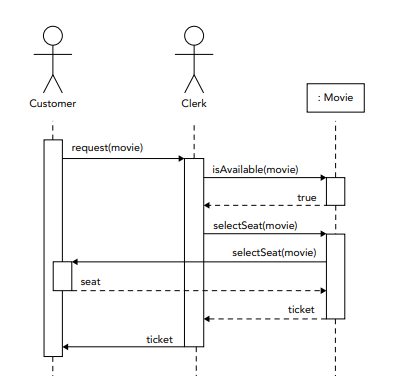 Customer
Clerk
: Movie
request(movie)
isAvailable(movie)
true
selectSeat(movie)
selectSeat(movie)
seat
ticket
ticket